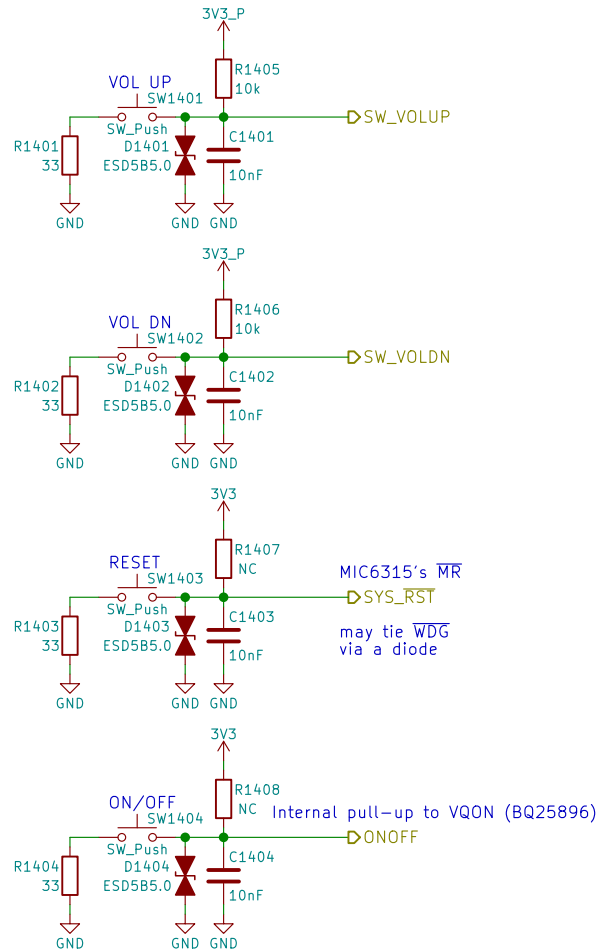 3V3_P
R1405
10k
VOL UP
SW1401
SW_Push
SW_VOLUP
R1401
33
D1401
ESD5B5.0
C1401
10nF
GND
GND
GND
3V3_P
R1406
10k
VOL DN
SW1402
SW_Push
SW_VOLDN
R1402
33
D1402
ESD5B5.0
C1402
10nF
GND
GND
GND
3V3
R1407
NC
RESET
SW1403
SW_Push
MIC6315's MR
SYS_RST
R1403
33
D1403
ESD5B5.0
C1403
10nF
may tie WDG
via a diode
GND
GND
GND
3V3
R1408
NC
ON/OFF
SW1404
SW_Push
Internal pull-up to VQON (BQ25896)
ONOFF
R1404
33
D1404
ESD5B5.0
C1404
10nF
GND
GND
GND